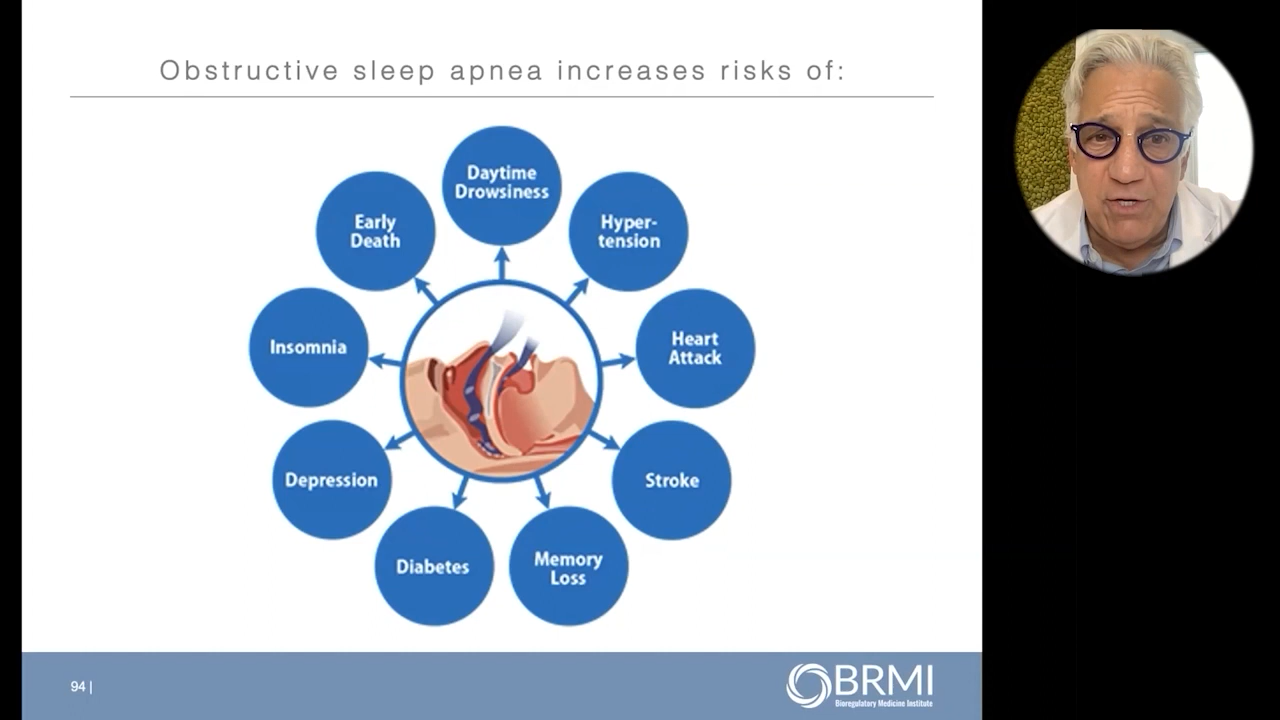 Obstructive sleep apnea increases risks of:
Daytime
Drowsiness
Hyper-
tension
Heart
Attack
Stroke
Memory
Loss
Diabetes
Depression
Insomnia
Early
Death
94 |
BRMI
Bioregulatory Medicine Institute